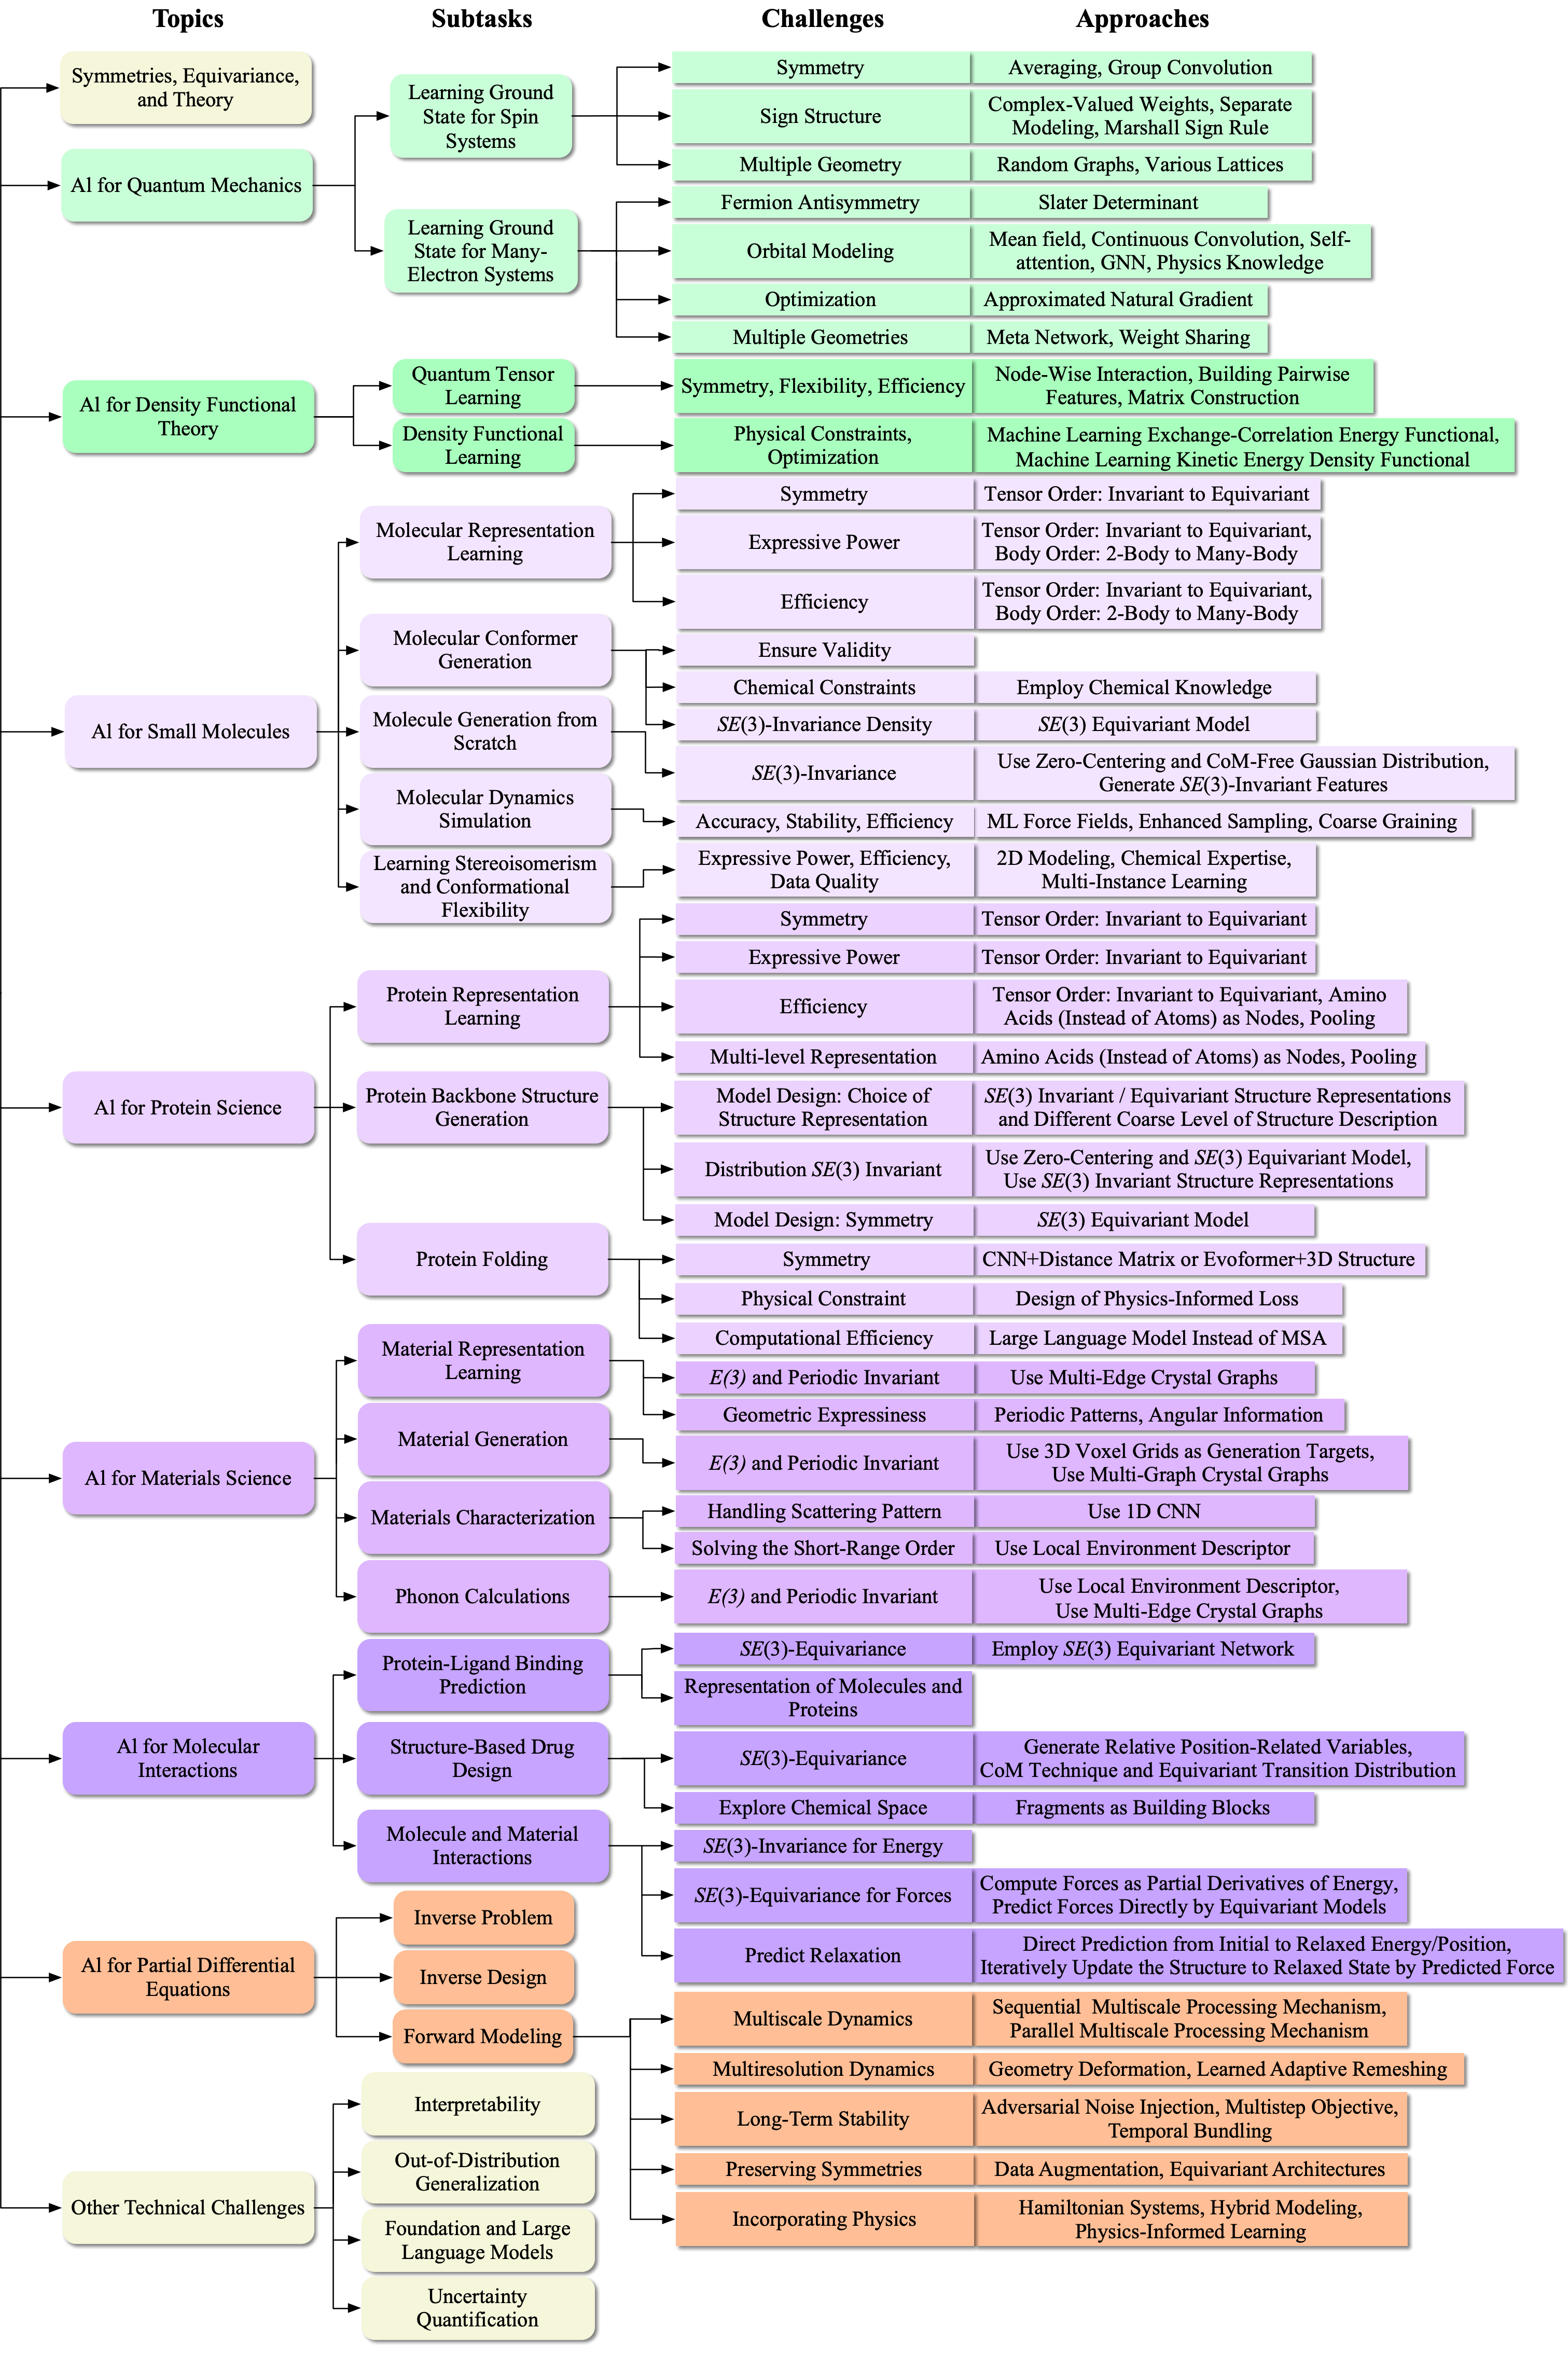 Topics
Subtasks
Challenges
Approaches
Symmetries, Equivariance,
and Theory
AI for Quantum Mechanics
Learning Ground
State for Spin
Systems
Symmetry
Averaging, Group Convolution
Sign Structure
Complex-Valued Weights, Separate
Modeling, Marshall Sign Rule
Multiple Geometry
Random Graphs, Various Lattices
Learning Ground
State for Many-
Electron Systems
Fermion Antisymmetry
Slater Determinant
Orbital Modeling
Mean field, Continuous Convolution, Self-
attention, GNN, Physics Knowledge
Optimization
Approximated Natural Gradient
Multiple Geometries
Meta Network, Weight Sharing
AI for Density Functional
Theory
Quantum Tensor
Learning
Symmetry, Flexibility, Efficiency
Node-Wise Interaction, Building Pairwise
Features, Matrix Construction
Density Functional
Learning
Physical Constraints,
Optimization
Machine Learning Exchange-Correlation Energy Functional,
Machine Learning Kinetic Energy Density Functional
AI for Small Molecules
Molecular Representation
Learning
Symmetry
Tensor Order: Invariant to Equivariant
Expressive Power
Tensor Order: Invariant to Equivariant,
Body Order: 2-Body to Many-Body
Efficiency
Tensor Order: Invariant to Equivariant,
Body Order: 2-Body to Many-Body
Molecular Conformer
Generation
Ensure Validity
Chemical Constraints
Employ Chemical Knowledge
SE(3)-Invariance Density
SE(3) Equivariant Model
Molecule Generation from
Scratch
SE(3)-Invariance
Use Zero-Centering and CoM-Free Gaussian Distribution,
Generate SE(3)-Invariant Features
Molecular Dynamics
Simulation
Accuracy, Stability, Efficiency
ML Force Fields, Enhanced Sampling, Coarse Graining
Learning Stereoisomerism
and Conformational
Flexibility
Expressive Power, Efficiency,
Data Quality
2D Modeling, Chemical Expertise,
Multi-Instance Learning
AI for Protein Science
Protein Representation
Learning
Symmetry
Tensor Order: Invariant to Equivariant
Expressive Power
Tensor Order: Invariant to Equivariant
Efficiency
Tensor Order: Invariant to Equivariant, Amino
Acids (Instead of Atoms) as Nodes, Pooling
Multi-level Representation
Amino Acids (Instead of Atoms) as Nodes, Pooling
Protein Backbone Structure
Generation
Model Design: Choice of
Structure Representation
SE(3) Invariant / Equivariant Structure Representations
and Different Coarse Level of Structure Description
Distribution SE(3) Invariant
Use Zero-Centering and SE(3) Equivariant Model,
Use SE(3) Invariant Structure Representations
Model Design: Symmetry
SE(3) Equivariant Model
Protein Folding
Symmetry
CNN+Distance Matrix or Evoformer+3D Structure
Physical Constraint
Design of Physics-Informed Loss
Computational Efficiency
Large Language Model Instead of MSA
AI for Materials Science
Material Representation
Learning
E(3) and Periodic Invariant
Use Multi-Edge Crystal Graphs
Geometric Expressiness
Periodic Patterns, Angular Information
Material Generation
E(3) and Periodic Invariant
Use 3D Voxel Grids as Generation Targets,
Use Multi-Graph Crystal Graphs
Materials Characterization
Handling Scattering Pattern
Use 1D CNN
Solving the Short-Range Order
Use Local Environment Descriptor
Phonon Calculations
E(3) and Periodic Invariant
Use Local Environment Descriptor,
Use Multi-Edge Crystal Graphs
AI for Molecular
Interactions
Protein-Ligand Binding
Prediction
SE(3)-Equivariance
Employ SE(3) Equivariant Network
Representation of Molecules and
Proteins
Structure-Based Drug
Design
SE(3)-Equivariance
Generate Relative Position-Related Variables,
CoM Technique and Equivariant Transition Distribution
Explore Chemical Space
Fragments as Building Blocks
Molecule and Material
Interactions
SE(3)-Invariance for Energy
SE(3)-Equivariance for Forces
Compute Forces as Partial Derivatives of Energy,
Predict Forces Directly by Equivariant Models
Predict Relaxation
Direct Prediction from Initial to Relaxed Energy/Position,
Iteratively Update the Structure to Relaxed State by Predicted Force
AI for Partial Differential
Equations
Inverse Problem
Inverse Design
Forward Modeling
Multiscale Dynamics
Sequential Multiscale Processing Mechanism,
Parallel Multiscale Processing Mechanism
Multiresolution Dynamics
Geometry Deformation, Learned Adaptive Remeshing
Long-Term Stability
Adversarial Noise Injection, Multistep Objective,
Temporal Bundling
Preserving Symmetries
Data Augmentation, Equivariant Architectures
Incorporating Physics
Hamiltonian Systems, Hybrid Modeling,
Physics-Informed Learning
Other Technical Challenges
Interpretability
Out-of-Distribution
Generalization
Foundation and Large
Language Models
Uncertainty
Quantification